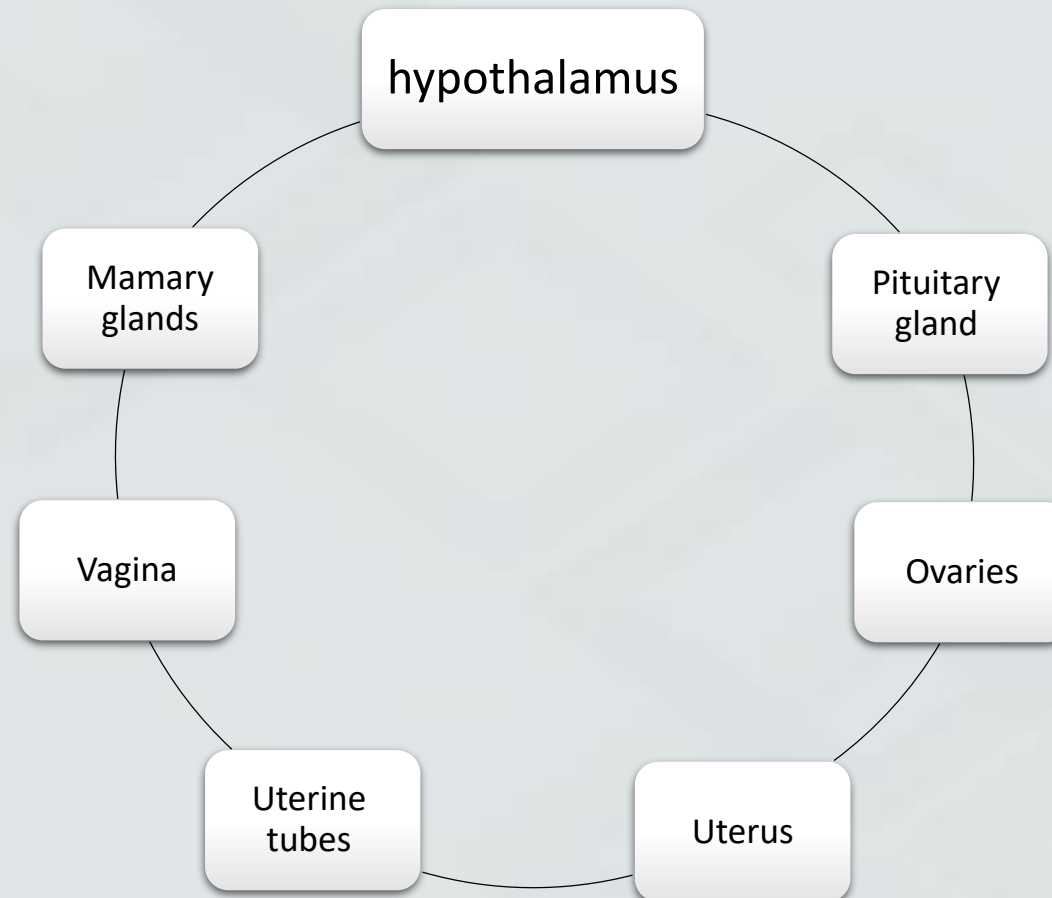 hypothalamus
Pituitary
gland
Ovaries
Uterus
Uterine
tubes
Vagina
Mamary
glands